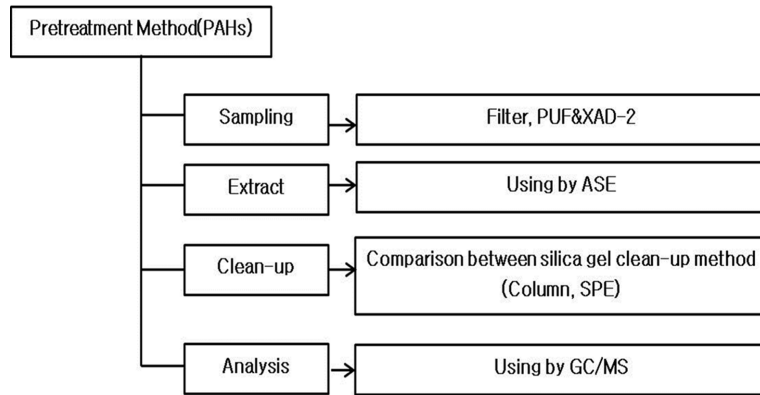 Pretreatment Method(PAHs)
Sampling
Filter, PUF&XAD-2
Extract
Using by ASE
Clean-up
Comparison between silica gel clean-up method
(Column, SPE)
Analysis
Using by GC/MS